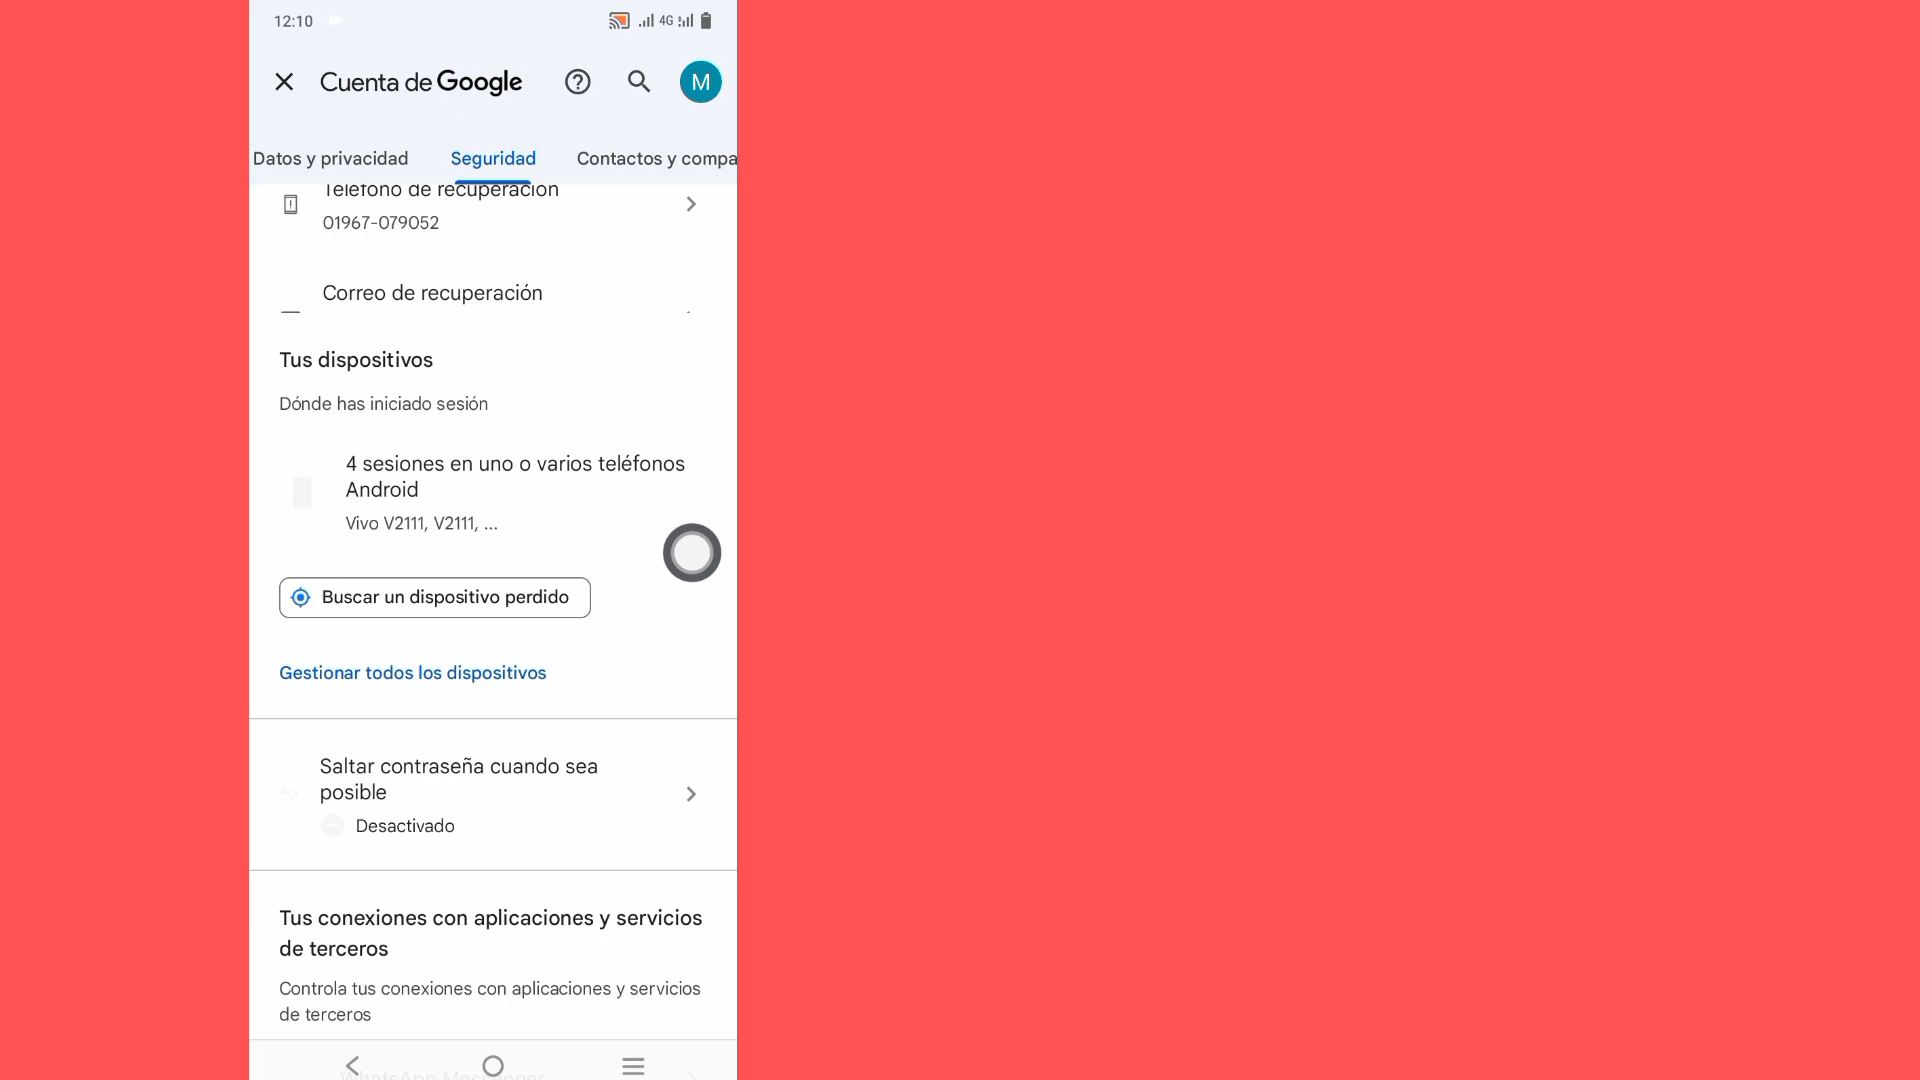 12:10
4G
Cuenta de Google
M
Datos y privacidad
Seguridad
Contactos y compa
Teléfono de recuperación
01967-079052
Correo de recuperación
Tus dispositivos
Dónde has iniciado sesión
4 sesiones en uno o varios teléfonos
Android
Vivo V2111, V2111, ...
Buscar un dispositivo perdido
Gestionar todos los dispositivos
Saltar contraseña cuando sea
posible
Desactivado
Tus conexiones con aplicaciones y servicios
de terceros
Controla tus conexiones con aplicaciones y servicios
de terceros
WhatsApp Messenger